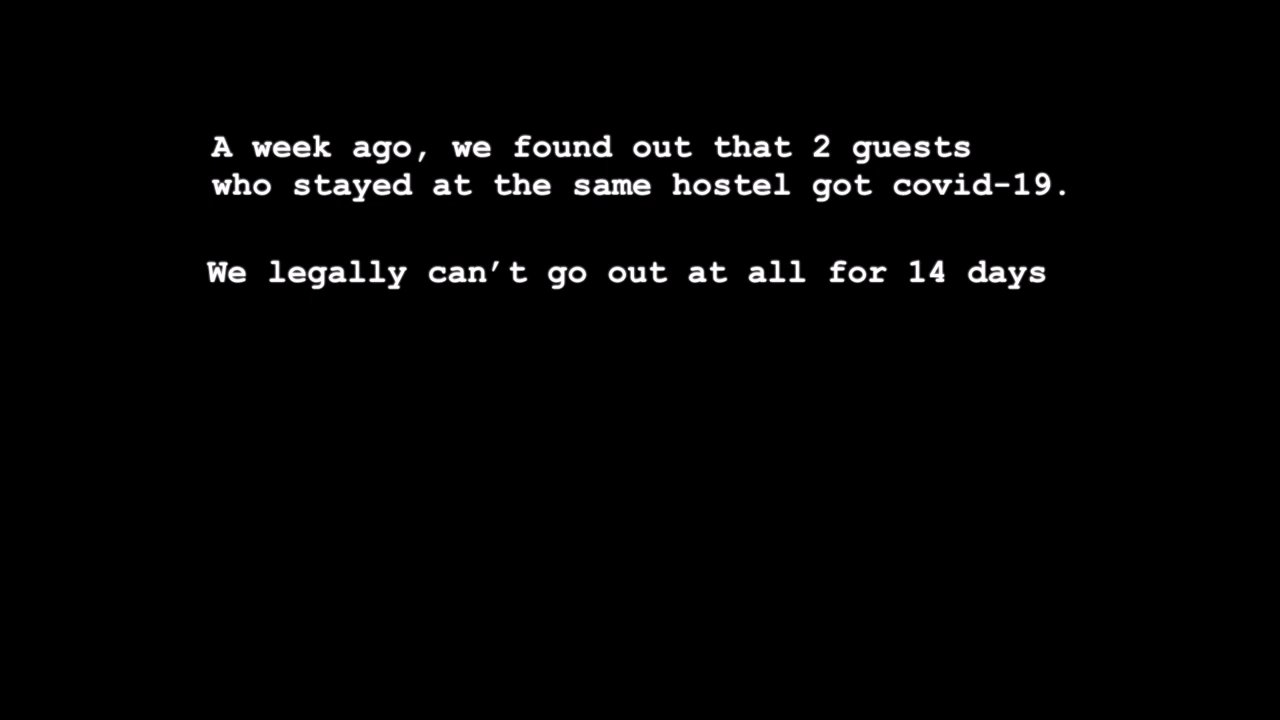 A week ago, we found out that 2 guests
who stayed at the same hostel got covid-19.
We legally can’t go out at all for 14 days